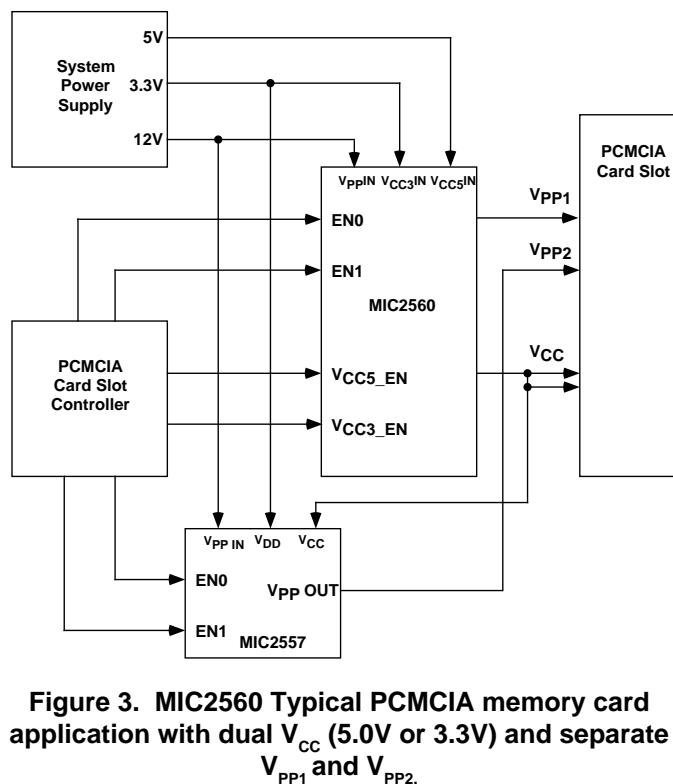 System
Power
Supply
5V
3.3V
12V
PCMCIA
Card Slot
VPPIN VCC3IN VCC5IN
EN0
EN1
MIC2560
VCC5_EN
VCC3_EN
VPP1
VPP2
VCC
PCMCIA
Card Slot
Controller
VPP IN VDD VCC
EN0
VPP OUT
EN1
MIC2557
Figure 3. MIC2560 Typical PCMCIA memory card
application with dual VCC (5.0V or 3.3V) and separate
VPP1 and VPP2.